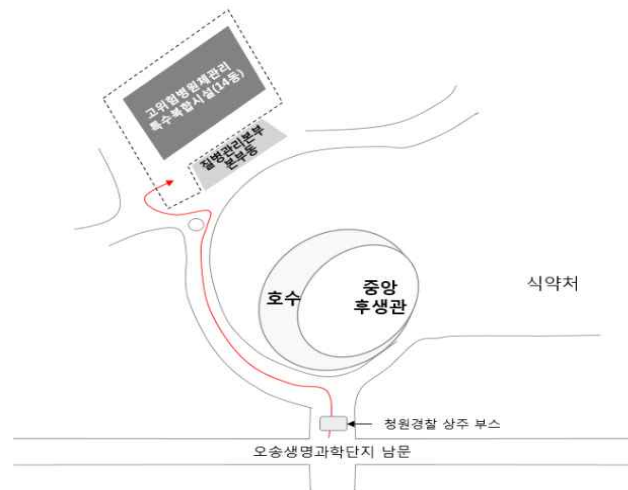 고위험병원체관리
특수복합시설(14동)
질병관리본부
본부동
호수
중앙
후생관
식약처
청원경찰 상주 부스
오송생명과학단지 남문